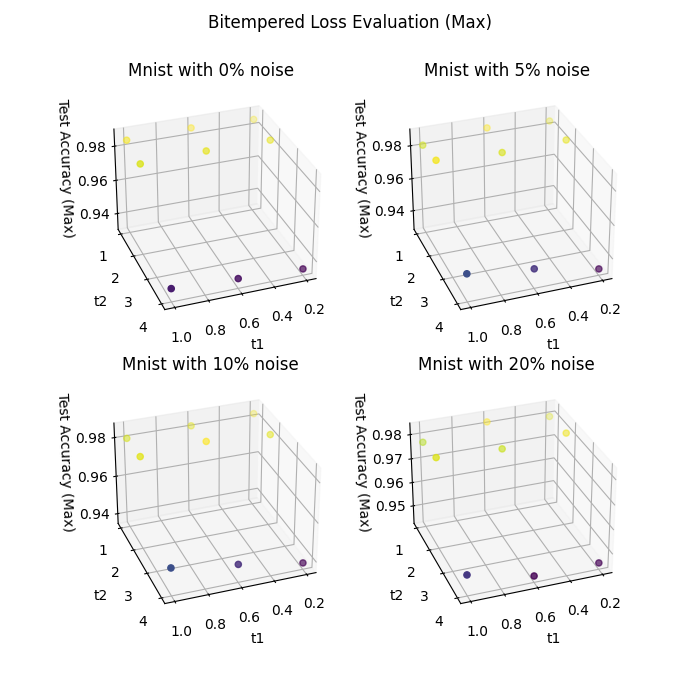 Bitempered Loss Evaluation (Max)
Mnist with 0% noise
Test Accuracy (Max)
0.98
0.96
0.94
1
2
3
4
t2
1.0
0.8
0.6
0.4
0.2
t1
Mnist with 5% noise
Test Accuracy (Max)
0.98
0.96
0.94
1
2
3
4
t2
1.0
0.8
0.6
0.4
0.2
t1
Mnist with 10% noise
Test Accuracy (Max)
0.98
0.96
0.94
1
2
3
4
t2
1.0
0.8
0.6
0.4
0.2
t1
Mnist with 20% noise
Test Accuracy (Max)
0.98
0.97
0.96
0.95
1
2
3
4
t2
1.0
0.8
0.6
0.4
0.2
t1